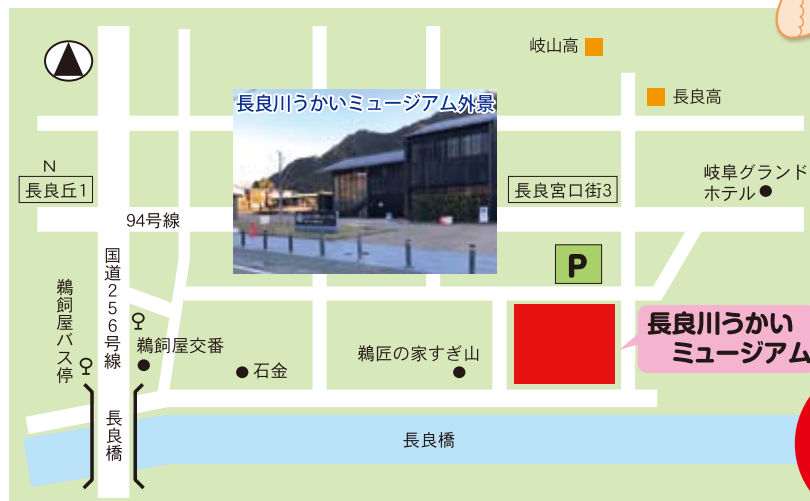 岐山高
長良高
長良川うかいミュージアム外景
N
長良丘1
長良宮口街3
岐阜グランド
ホテル
94号線
国道256号線
P
鵜飼屋バス停
鵜飼屋交番
石金
鵜匠の家すぎ山
長良川うかい
ミュージアム
長良橋
長良橋